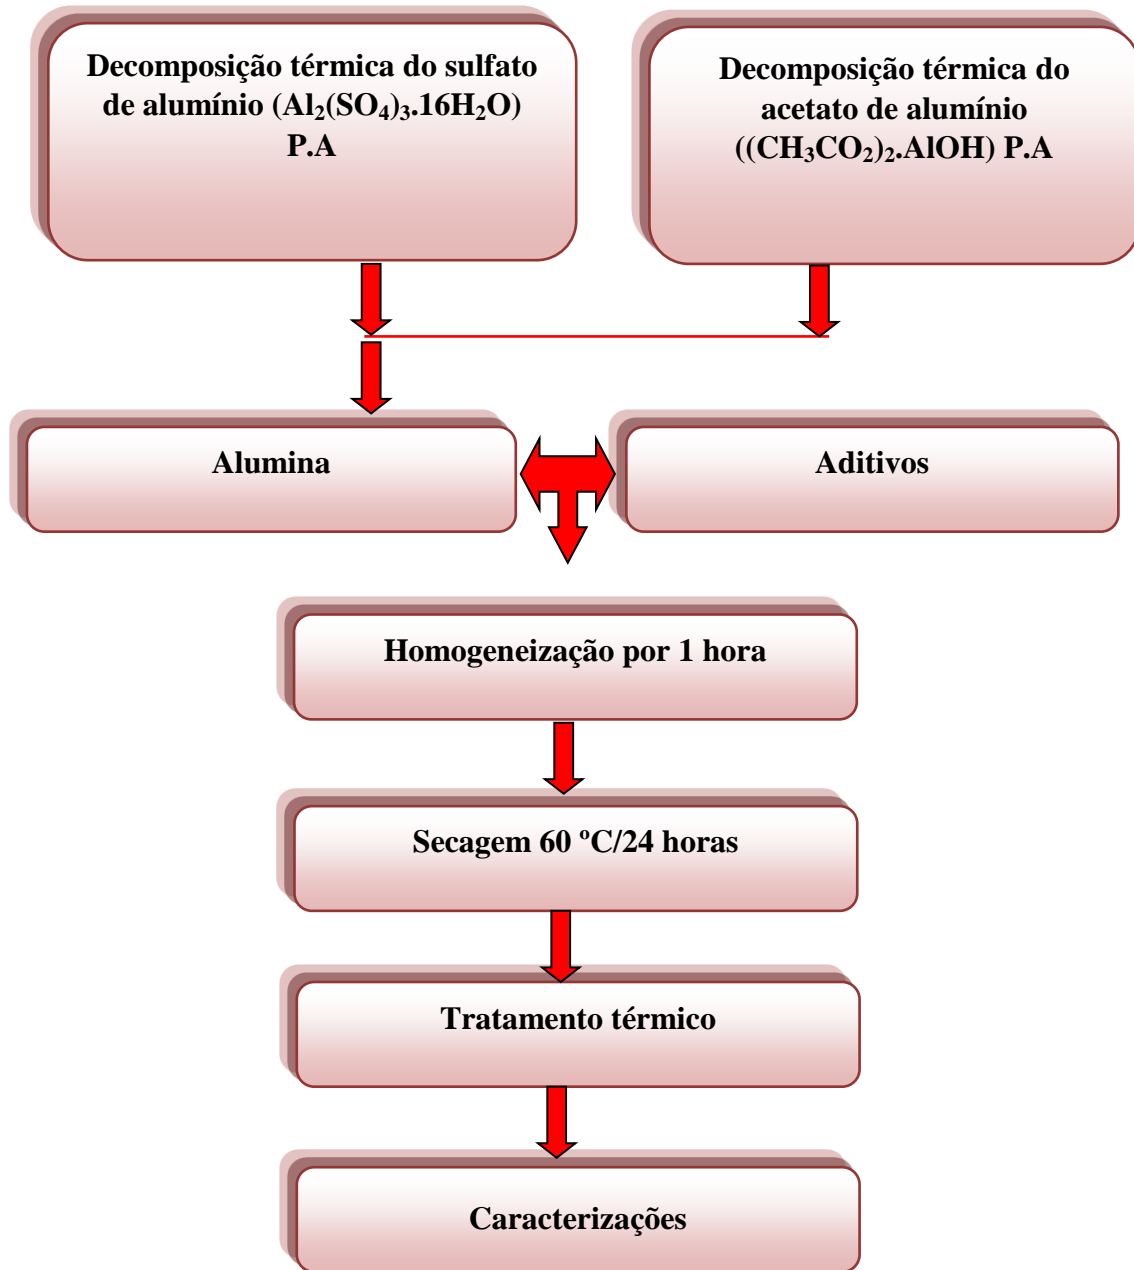 Decomposição térmica do sulfato
de alumínio (Al₂(SO₄)₃.16H₂O)
P.A
Decomposição térmica do
acetato de alumínio
((CH₃CO₂)₂.AlOH) P.A
Alumina
Aditivos
Homogeneização por 1 hora
Secagem 60 ºC/24 horas
Tratamento térmico
Caracterizações